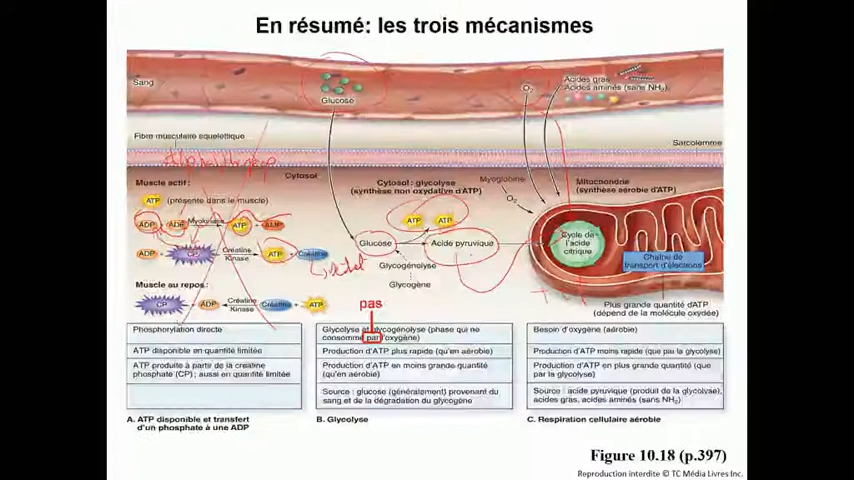 En résumé: les trois mécanismes
Sang
Glucose
O2
Acides gras
Acides aminés (sans NH2)
Fibre musculaire squelettique
Sarcolemme
Cytosol
Muscle actif :
ATP (présente dans le muscle)
ADP + ADP Myokinase ATP + AMP
ADP + CP Créatine Kinase ATP + Créatine
Muscle au repos :
CP + ADP Créatine Kinase Créatine + ATP
Cytosol : glycolyse
(synthèse non oxydative d'ATP)
ATP ATP
Glucose
Acide pyruvique
Glycogénolyse
Glycogène
Myoglobine
O2
Mitochondrie
(synthèse aérobie d'ATP)
Cycle de
l'acide
citrique
Chaîne de
transport d'électrons
Plus grande quantité d'ATP
(dépend de la molécule oxydée)
pas
Phosphorylation directe
ATP disponible en quantité limitée
ATP produite à partir de la créatine
phosphate (CP) ; aussi en quantité limitée
A. ATP disponible et transfert
d'un phosphate à une ADP
Glycolyse et glycogénolyse (phase qui ne
consomme par l'oxygène)
Production d'ATP plus rapide (qu'en aérobie)
Production d'ATP en moins grande quantité
(qu'en aérobie)
Source : glucose (généralement) provenant du
sang et de la dégradation du glycogène
B. Glycolyse
Besoin d'oxygène (aérobie)
Production d'ATP moins rapide (que par la glycolyse)
Production d'ATP en plus grande quantité (que
par la glycolyse)
Source : acide pyruvique (produit de la glycolyse),
acides gras, acides aminés (sans NH2)
C. Respiration cellulaire aérobie
Figure 10.18 (p.397)
Reproduction interdite © TC Média Livres Inc.